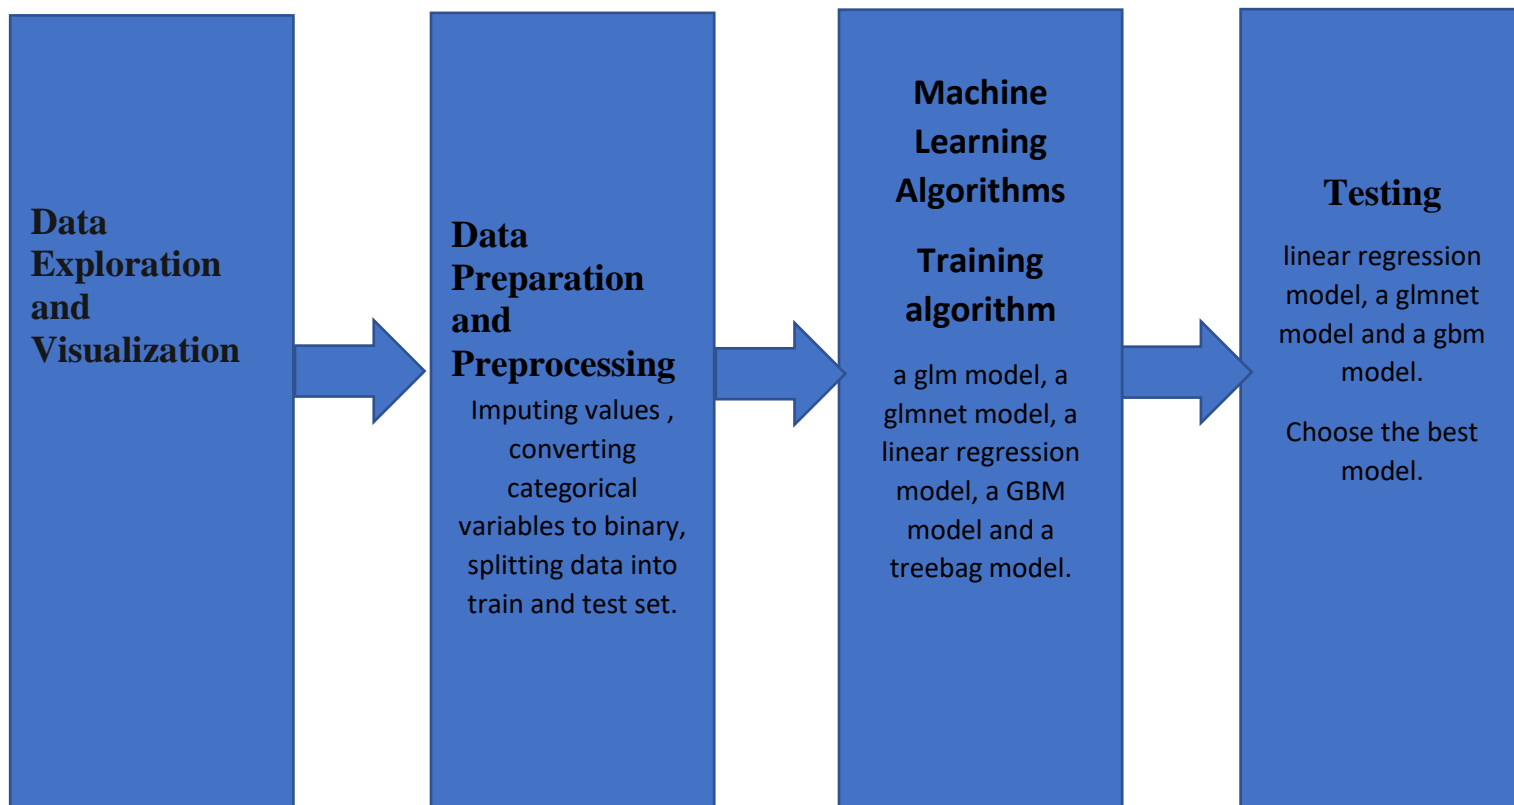 Data
Exploration
and
Visualization
Data
Preparation
and
Preprocessing
Imputing values ,
converting
categorical
variables to binary,
splitting data into
train and test set.
Machine
Learning
Algorithms
Training
algorithm
a glm model, a
glmnet model, a
linear regression
model, a GBM
model and a
treebag model.
Testing
linear regression
model, a glmnet
model and a gbm
model.
Choose the best
model.